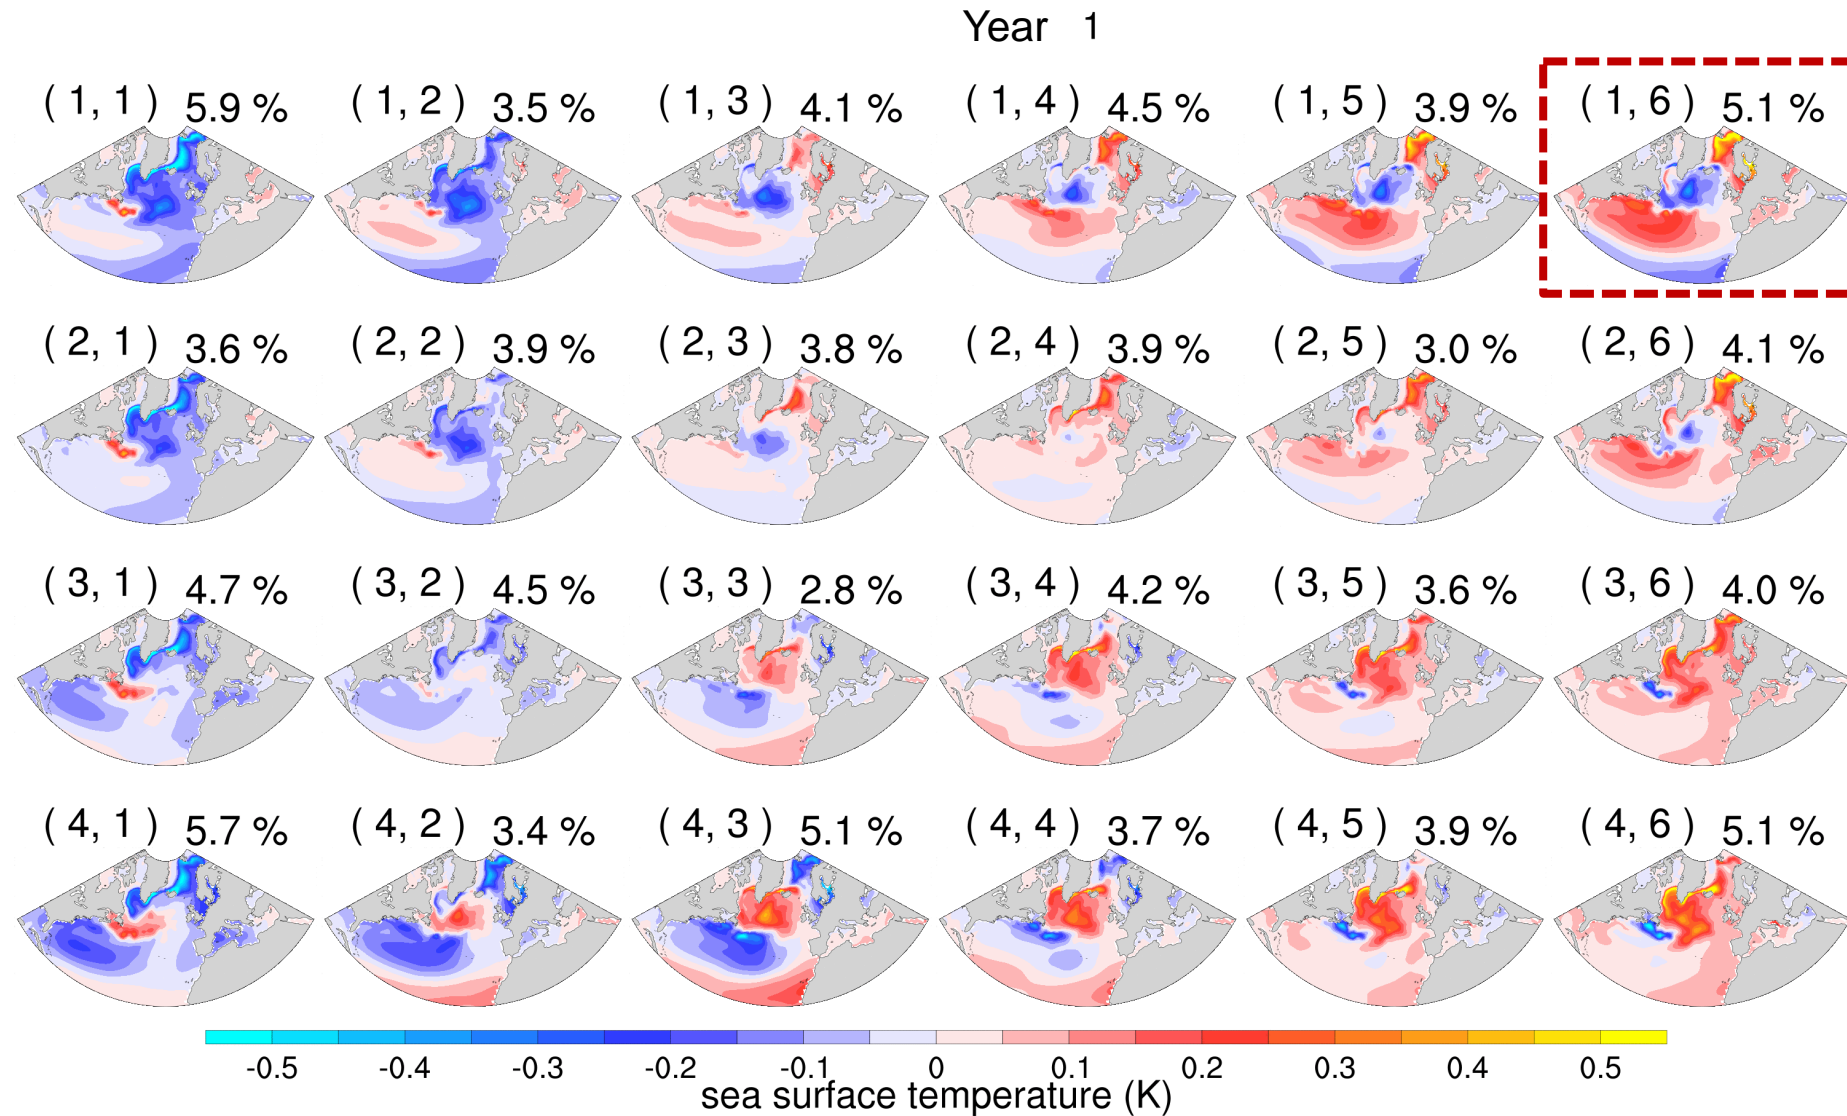 Year 1
( 1, 1 ) 5.9 % ( 1, 2 ) 3.5 % ( 1, 3 ) 4.1 % ( 1, 4 ) 4.5 % ( 1, 5 ) 3.9 % ( 1, 6 ) 5.1 %
( 2, 1 ) 3.6 % ( 2, 2 ) 3.9 % ( 2, 3 ) 3.8 % ( 2, 4 ) 3.9 % ( 2, 5 ) 3.0 % ( 2, 6 ) 4.1 %
( 3, 1 ) 4.7 % ( 3, 2 ) 4.5 % ( 3, 3 ) 2.8 % ( 3, 4 ) 4.2 % ( 3, 5 ) 3.6 % ( 3, 6 ) 4.0 %
( 4, 1 ) 5.7 % ( 4, 2 ) 3.4 % ( 4, 3 ) 5.1 % ( 4, 4 ) 3.7 % ( 4, 5 ) 3.9 % ( 4, 6 ) 5.1 %
-0.5 -0.4 -0.3 -0.2 -0.1 0 0.1 0.2 0.3 0.4 0.5
sea surface temperature (K)